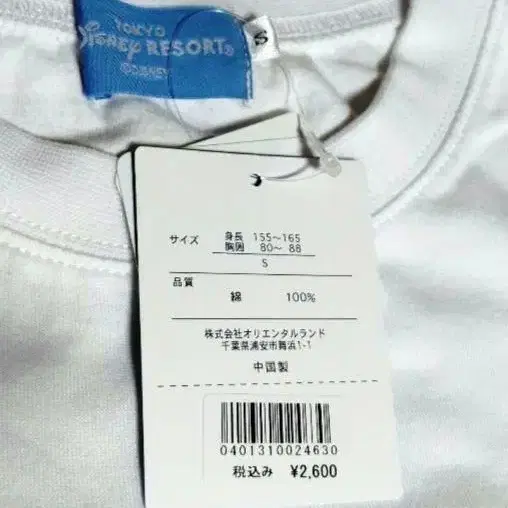 TOKYO
Disney RESORT®
©DISNEY
S
サイズ 身長 155〜165
胸囲 80〜 88
S
品質
綿 100%
株式会社オリエンタルランド
千葉県浦安市舞浜1-1
中国製
0401310024630
税込み ¥2,600